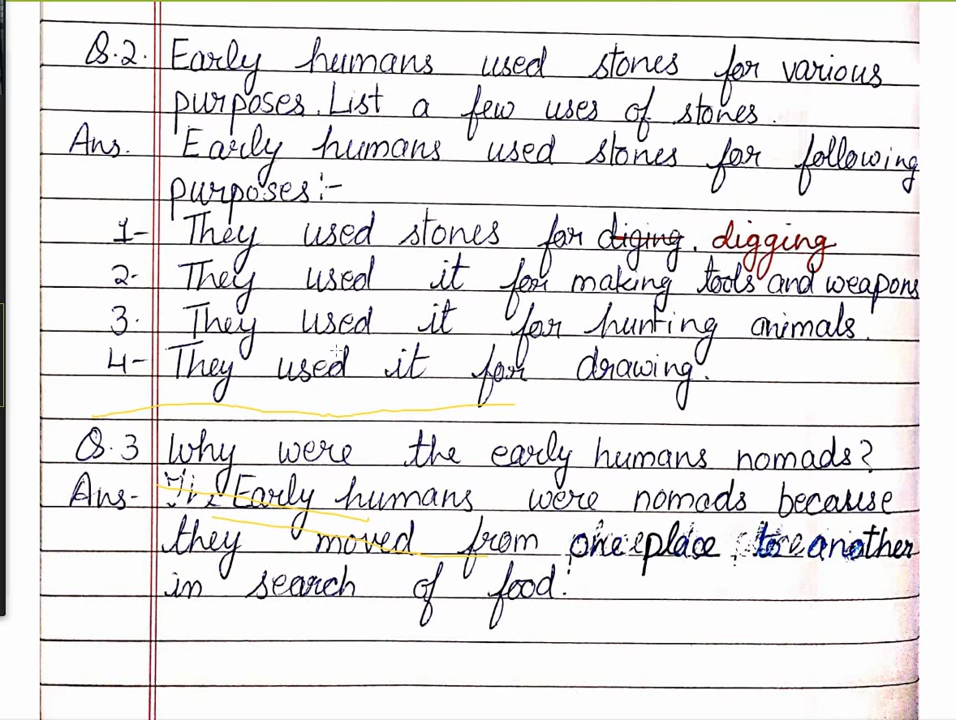 Q.2. Early humans used stones for various
purposes. List a few uses of stones.
Ans. Early humans used stones for following
purposes:-
1- They used stones for diging. digging
2- They used it for making tools and weapons
3. They used it for hunting animals.
4- They used it for drawing.
Q.3 Why were the early humans nomads?
Ans- Early humans were nomads because
they moved from one place to another
in search of food.